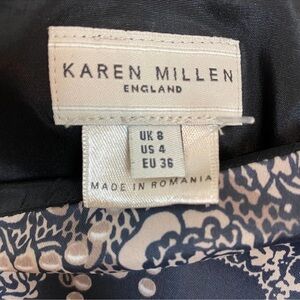 KAREN MILLEN
ENGLAND
UK 8
US 4
EU 36
MADE IN ROMANIA